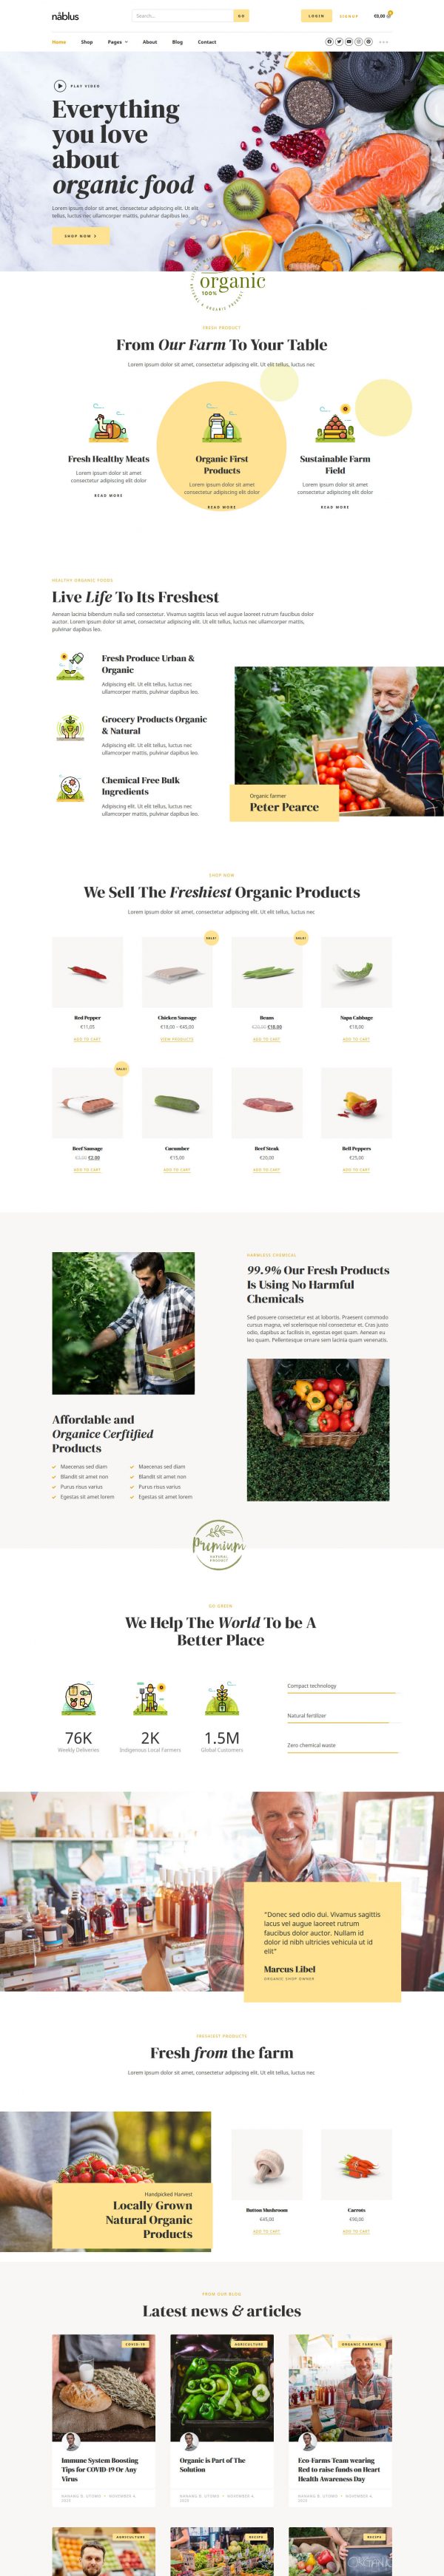 nåblus
Search...
GO
LOGIN
SIGNUP
€0,00
Home
Shop
Pages
About
Blog
Contact
PLAY VIDEO
Everything
you love
about
organic food
Lorem ipsum dolor sit amet, consectetur adipiscing elit. Ut elit
tellus, luctus nec ullamcorper mattis, pulvinar dapibus leo.
SHOP NOW
organic
100%
ORGANIC PRODUCT
FRESH PRODUCT
From Our Farm To Your Table
Lorem ipsum dolor sit amet, consectetur adipiscing elit. Ut elit tellus, luctus nec
Fresh Healthy Meats
Lorem ipsum dolor sit amet
consectetur adipiscing elit dolor
READ MORE
Organic First
Products
Lorem ipsum dolor sit amet
consectetur adipiscing elit dolor
READ MORE
Sustainable Farm
Field
Lorem ipsum dolor sit amet
consectetur adipiscing elit dolor
READ MORE
HEALTHY ORGANIC FOODS
Live Life To Its Freshest
Aenean lacinia bibendum nulla sed consectetur. Vivamus sagittis lacus vel augue laoreet rutrum faucibus dolor
auctor. Lorem ipsum dolor sit amet, consectetur adipiscing elit. Ut elit tellus, luctus nec ullamcorper mattis,
pulvinar dapibus leo.
Fresh Produce Urban &
Organic
Adipiscing elit. Ut elit tellus, luctus nec
ullamcorper mattis, pulvinar dapibus leo.
Grocery Products Organic
& Natural
Adipiscing elit. Ut elit tellus, luctus nec
ullamcorper mattis, pulvinar dapibus leo.
Chemical Free Bulk
Ingredients
Adipiscing elit. Ut elit tellus, luctus nec
ullamcorper mattis, pulvinar dapibus leo.
Organic farmer
Peter Pearce
SHOP NOW
We Sell The Freshiest Organic Products
Lorem ipsum dolor sit amet, consectetur adipiscing elit. Ut elit tellus, luctus nec
SALE!
SALE!
Red Pepper
€11,00
ADD TO CART
Chicken Sausage
€18,00 – €45,00
VIEW PRODUCTS
Beans
€20,00 €18,00
ADD TO CART
Napa Cabbage
€18,00
ADD TO CART
SALE!
Beef Sausage
€3,00 €2,00
ADD TO CART
Cucumber
€15,00
ADD TO CART
Beef Steak
€20,00
ADD TO CART
Bell Peppers
€25,00
ADD TO CART
HARMLESS CHEMICAL
99.9% Our Fresh Products
Is Using No Harmful
Chemicals
Sed posuere consectetur est at lobortis. Praesent commodo
cursus magna, vel scelerisque nisl consectetur et. Cras justo
odio, dapibus ac facilisis in, egestas eget quam. Aenean eu
leo quam. Pellentesque ornare sem lacinia quam venenatis.
Affordable and
Organice Cerftified
Products
Maecenas sed diam
Blandit sit amet non
Purus risus varius
Egestas sit amet lorem
Maecenas sed diam
Blandit sit amet non
Purus risus varius
Egestas sit amet lorem
Premium
NATURAL
PRODUCT
GO GREEN
We Help The World To be A
Better Place
76K
Weekly Deliveries
2K
Indigenous Local Farmers
1.5M
Global Customers
Compact technology
Natural ferdlizer
Zero chemical waste
"Donec sed odio dui. Vivamus sagittis
lacus vel augue laoreet rutrum
faucibus dolor auctor. Nullam id
dolor id nibh ultricies vehicula ut id
elit"
Marcus Libel
ORGANIC SHOP OWNER
FRESHIEST PRODUCTS
Fresh from the farm
Lorem ipsum dolor sit amet, consectetur adipiscing elit. Ut elit tellus, luctus nec
Handpicked Harvest
Locally Grown
Natural Organic
Products
Button Mushroom
€45,00
ADD TO CART
Carrots
€90,00
ADD TO CART
FROM OUR BLOG
Latest news & articles
COVID-19
Immune System Boosting
Tips for COVID-19 Or Any
Virus
AGRICULTURE
Organic is Part of The
Solution
ORGANIC FARMING
Eco-Farms Team wearing
Red to raise funds on Heart
Health Awareness Day
AGRICULTURE
RECIPE
RECIPE
ORGANIC